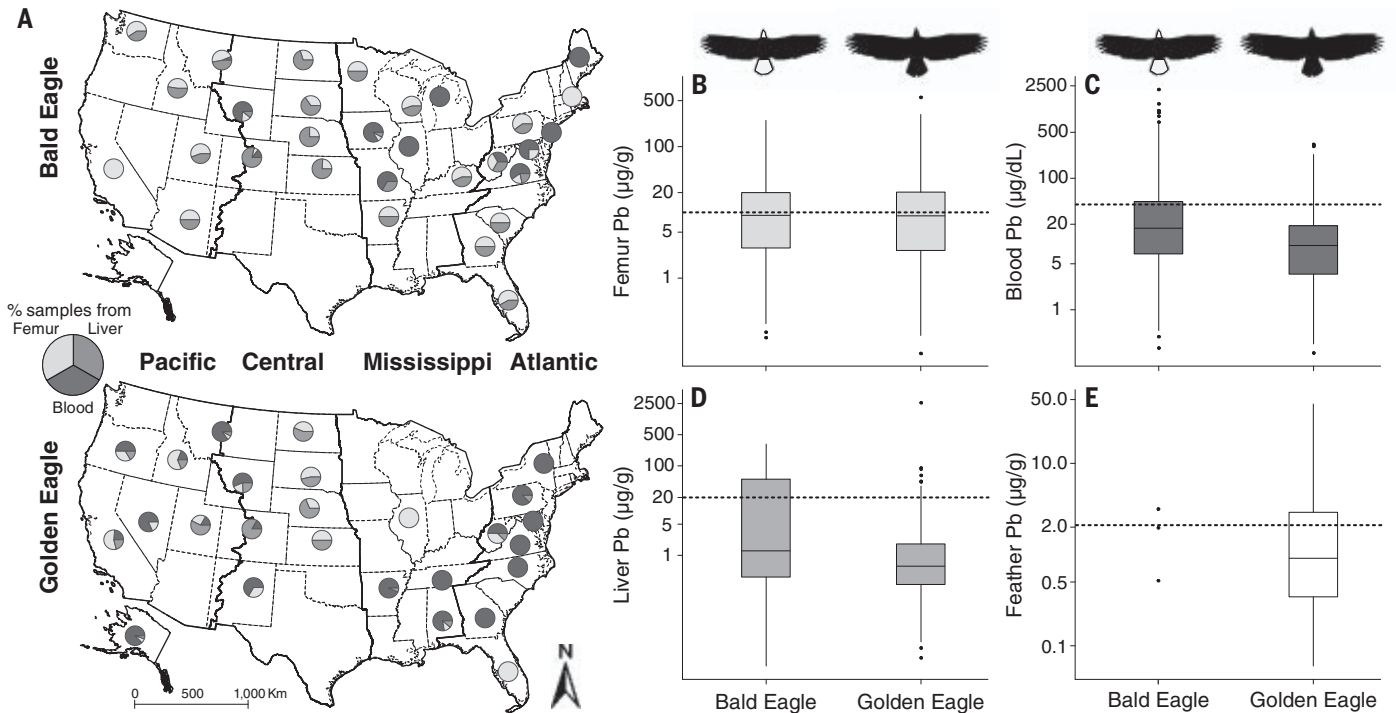 A
Bald Eagle
% samples from
Femur
Liver
Blood
Pacific
Central
Mississippi
Atlantic
Golden Eagle
0
500
1,000 Km
N
B
Femur Pb (µg/g)
500
100
20
5
1
C
Blood Pb (µg/dL)
2500
500
100
20
5
1
D
Liver Pb (µg/g)
2500
500
100
20
5
1
Bald Eagle
Golden Eagle
E
Feather Pb (µg/g)
50.0
10.0
2.0
0.5
0.1
Bald Eagle
Golden Eagle